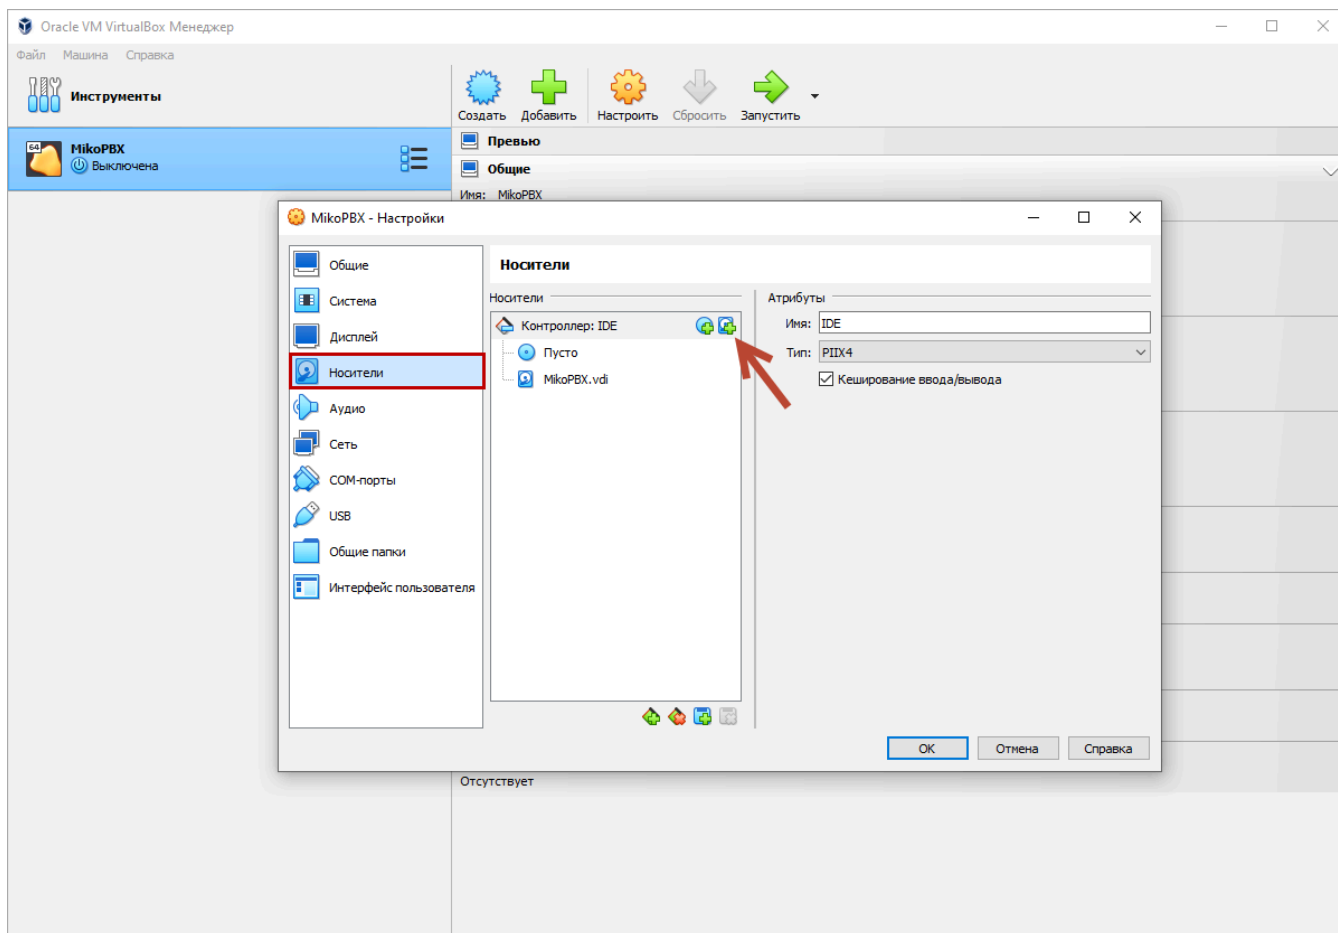 Oracle VM VirtualBox Менеджер
Файл Машина Справка
Инструменты
Создать Добавить Настроить Сбросить Запустить
64
MikoPBX
Выключена
Превью
Общие
Имя: MikoPBX
MikoPBX - Настройки
Общие
Система
Дисплей
Носители
Аудио
Сеть
COM-порты
USB
Общие папки
Интерфейс пользователя
Носители
Носители
Контроллер: IDE
Пусто
MikoPBX.vdi
Атрибуты
Имя: IDE
Тип: PIIX4
Кеширование ввода/вывода
OK Отмена Справка
Отсутствует